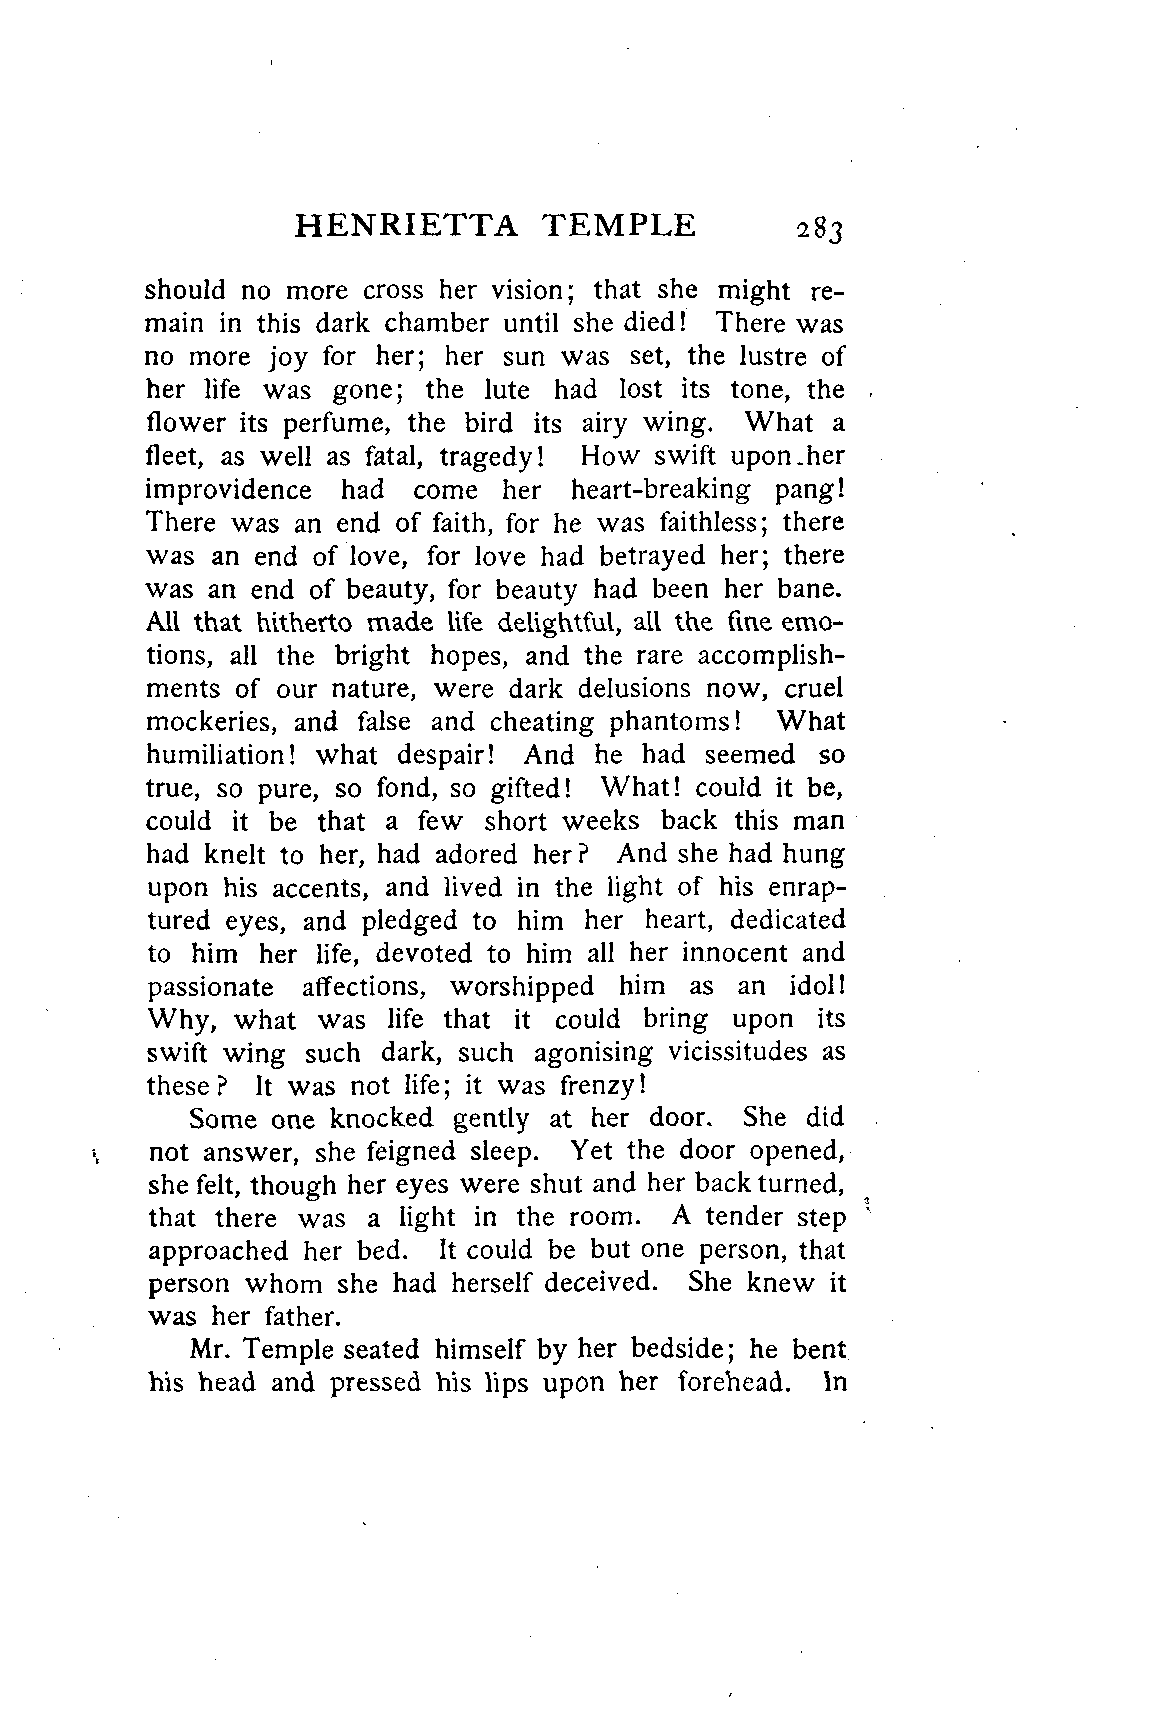 HENRIETTA TEMPLE 283
should no more cross her vision; that she might re-
main in this dark chamber until she died! There was
no more joy for her; her sun was set, the lustre of
her life was gone; the lute had lost its tone, the
flower its perfume, the bird its airy wing. What a
fleet, as well as fatal, tragedy! How swift upon her
improvidence had come her heart-breaking pang!
There was an end of faith, for he was faithless; there
was an end of love, for love had betrayed her; there
was an end of beauty, for beauty had been her bane.
All that hitherto made life delightful, all the fine emo-
tions, all the bright hopes, and the rare accomplish-
ments of our nature, were dark delusions now, cruel
mockeries, and false and cheating phantoms! What
humiliation! what despair! And he had seemed so
true, so pure, so fond, so gifted! What! could it be,
could it be that a few short weeks back this man
had knelt to her, had adored her? And she had hung
upon his accents, and lived in the light of his enrap-
tured eyes, and pledged to him her heart, dedicated
to him her life, devoted to him all her innocent and
passionate affections, worshipped him as an idol!
Why, what was life that it could bring upon its
swift wing such dark, such agonising vicissitudes as
these? It was not life; it was frenzy!
Some one knocked gently at her door. She did
not answer, she feigned sleep. Yet the door opened,
she felt, though her eyes were shut and her back turned,
that there was a light in the room. A tender step
approached her bed. It could be but one person, that
person whom she had herself deceived. She knew it
was her father.
Mr. Temple seated himself by her bedside; he bent
his head and pressed his lips upon her forehead. In